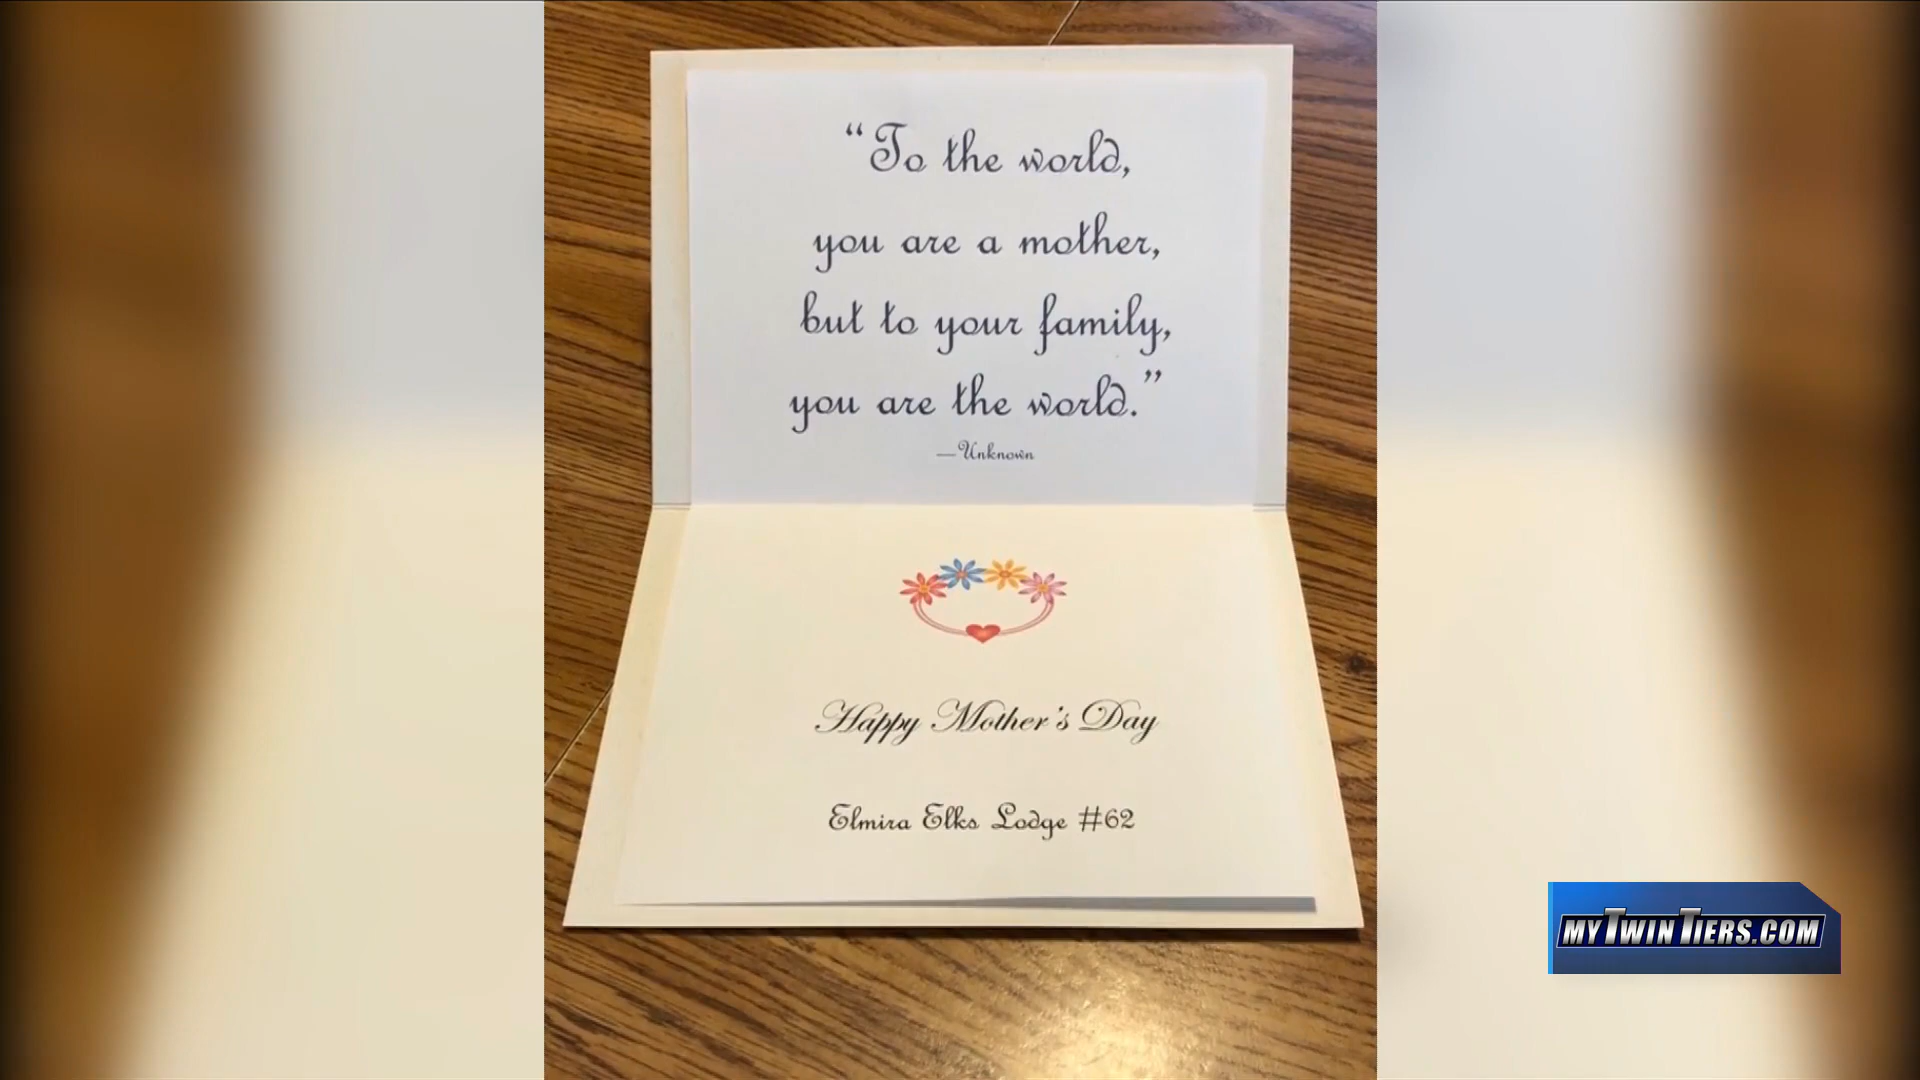 “To the world,
you are a mother,
but to your family,
you are the world.”
—Unknown
Happy Mother’s Day
Elmira Elks Lodge #62
MYTWINTIERS.COM